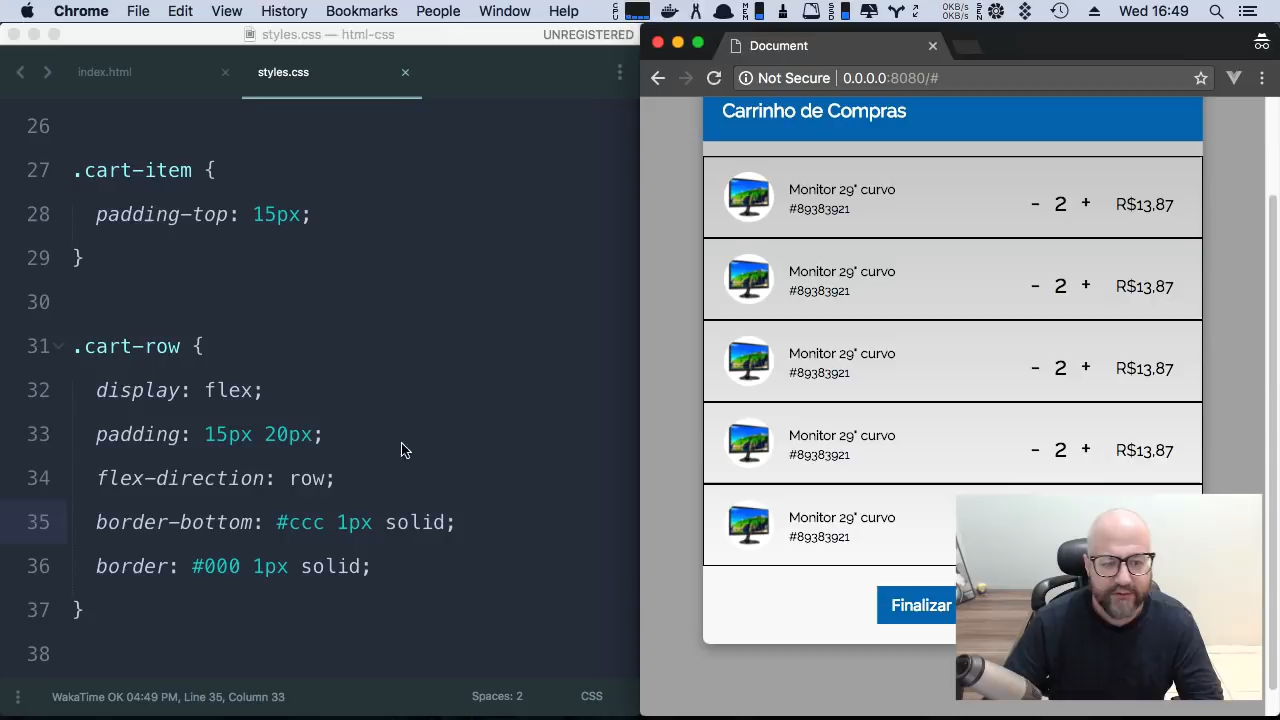 Chrome File Edit View History Bookmarks People Window Help
0KB/s
0KB/s
Wed 16:49
styles.css — html-css
UNREGISTERED
index.html
styles.css
26
27 .cart-item {
28 padding-top: 15px;
29 }
30
31 .cart-row {
32 display: flex;
33 padding: 15px 20px;
34 flex-direction: row;
35 border-bottom: #ccc 1px solid;
36 border: #000 1px solid;
37 }
38
WakaTime OK 04:49 PM, Line 35, Column 33
Spaces: 2
CSS
Document
Not Secure 0.0.0.0:8080/#
Carrinho de Compras
Monitor 29" curvo
#89383921
- 2 + R$13,87
Monitor 29" curvo
#89383921
- 2 + R$13,87
Monitor 29" curvo
#89383921
- 2 + R$13,87
Monitor 29" curvo
#89383921
- 2 + R$13,87
Monitor 29" curvo
#89383921
Finalizar